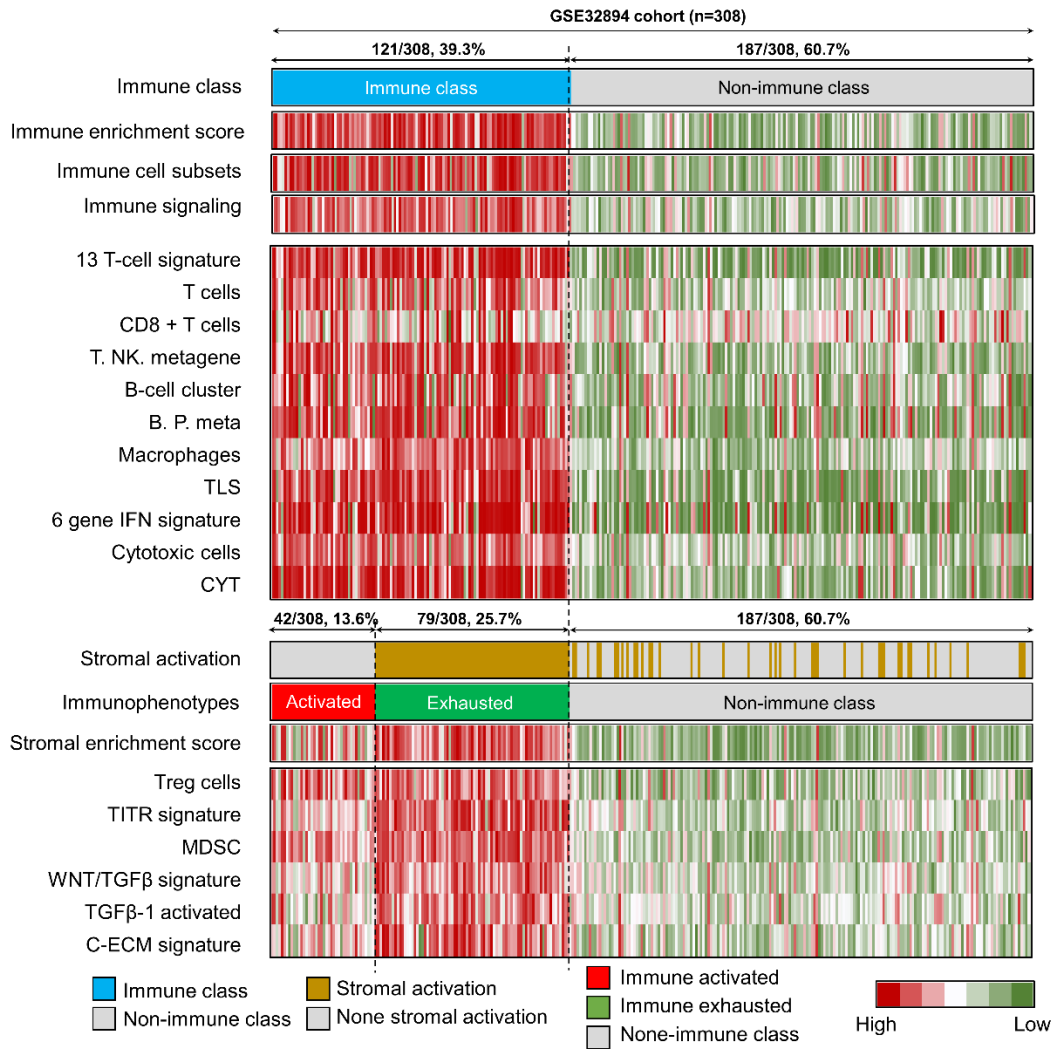 GSE32894 cohort (n=308)
121/308, 39.3%
187/308, 60.7%
Immune class
Immune class
Non-immune class
Immune enrichment score
Immune cell subsets
Immune signaling
13 T-cell signature
T cells
CD8 + T cells
T. NK. metagene
B-cell cluster
B. P. meta
Macrophages
TLS
6 gene IFN signature
Cytotoxic cells
CYT
42/308, 13.6%
79/308, 25.7%
187/308, 60.7%
Stromal activation
Immunophenotypes
Activated
Exhausted
Non-immune class
Stromal enrichment score
Treg cells
TITR signature
MDSC
WNT/TGFβ signature
TGFβ-1 activated
C-ECM signature
Immune class
Non-immune class
Stromal activation
None stromal activation
Immune activated
Immune exhausted
None-immune class
High
Low